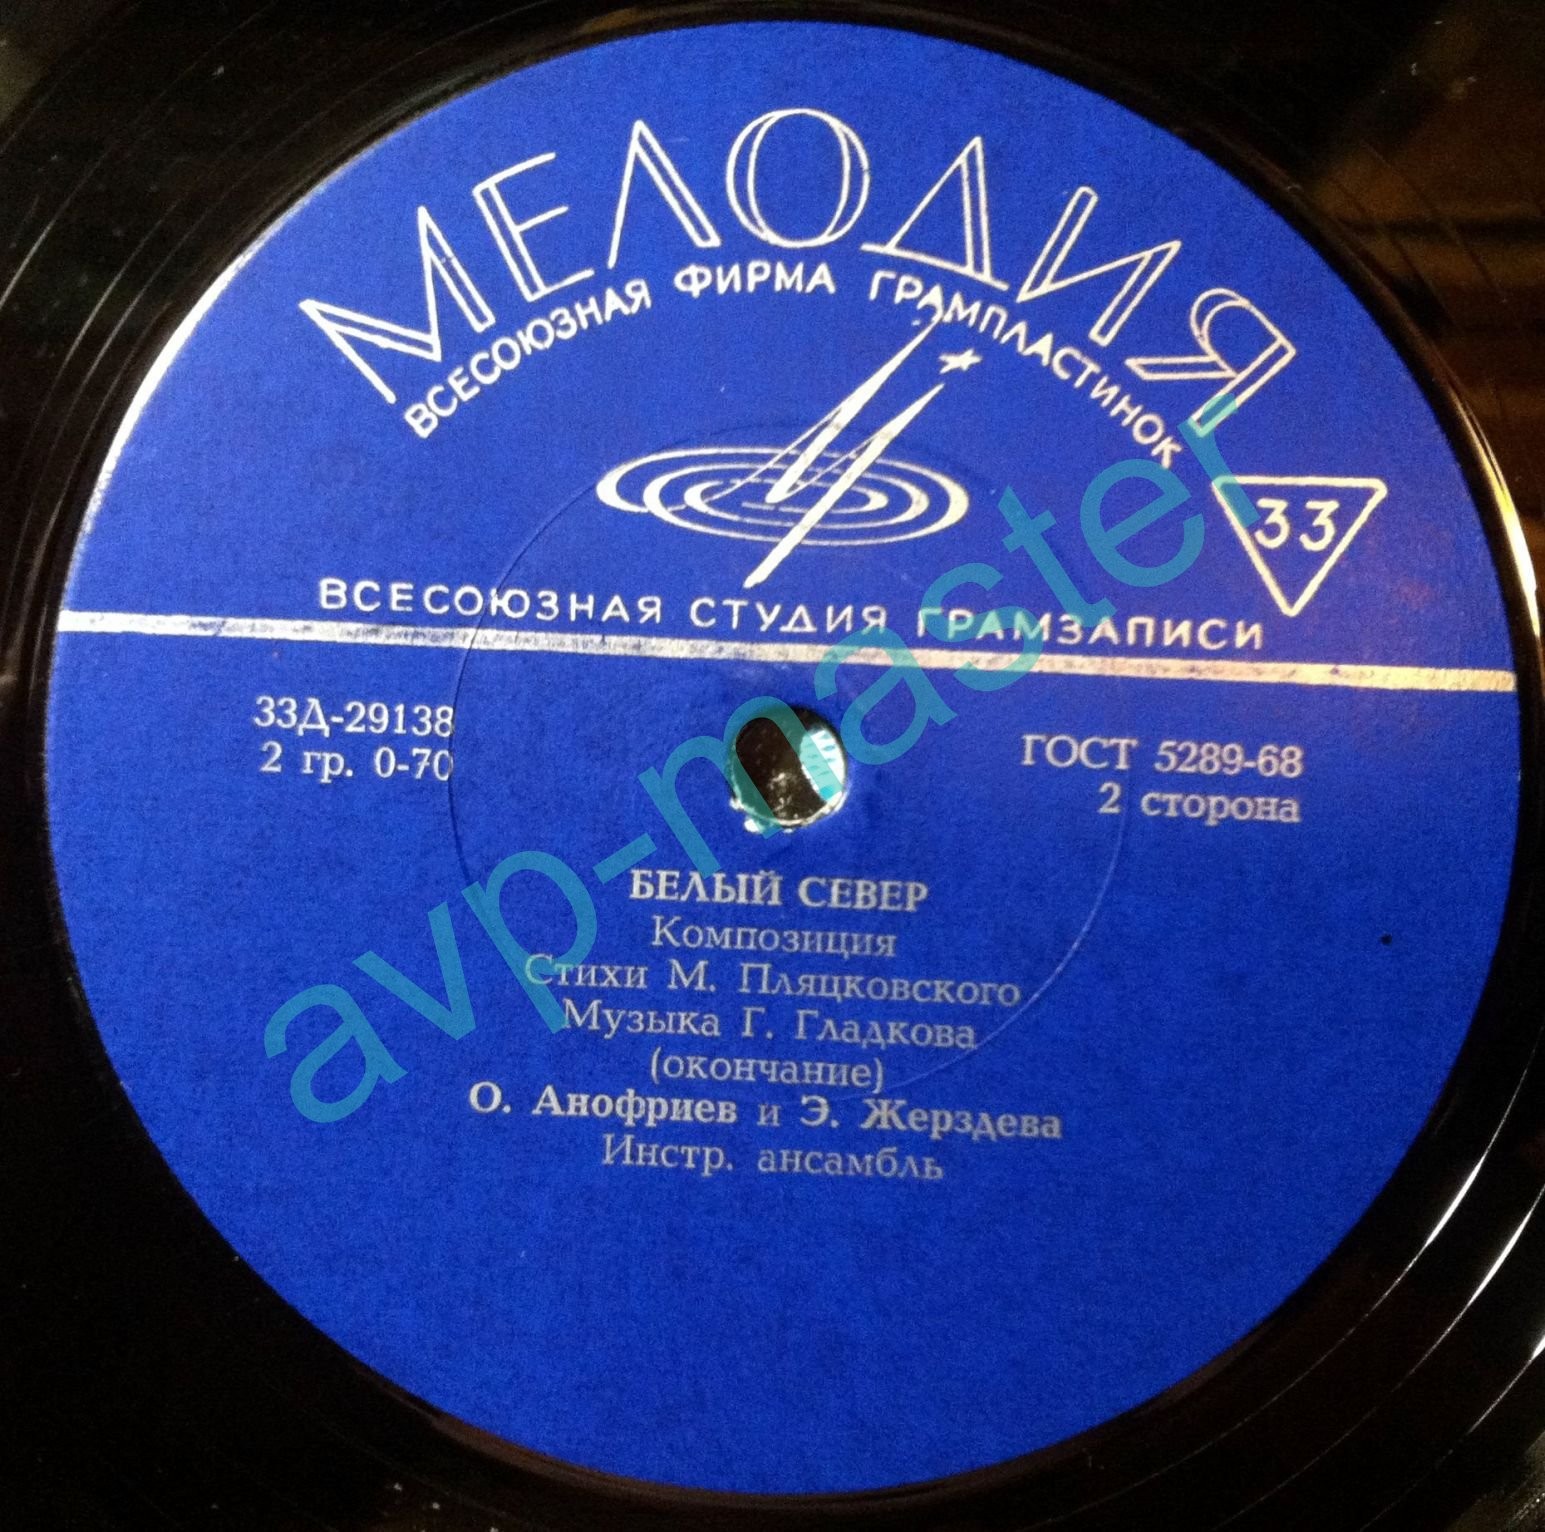 МЕЛОДИЯ
ВСЕСОЮЗНАЯ ФИРМА ГРАМПЛАСТИНОК
33
ВСЕСОЮЗНАЯ СТУДИЯ ГРАМЗАПИСИ
33Д-29138
2 гр. 0-70
ГОСТ 5289-68
2 сторона
БЕЛЫЙ СЕВЕР
Композиция
Стихи М. Пляцковского
Музыка Г. Гладкова
(окончание)
О. Анофриев и Э. Жерздева
Инстр. ансамбль
avp-master